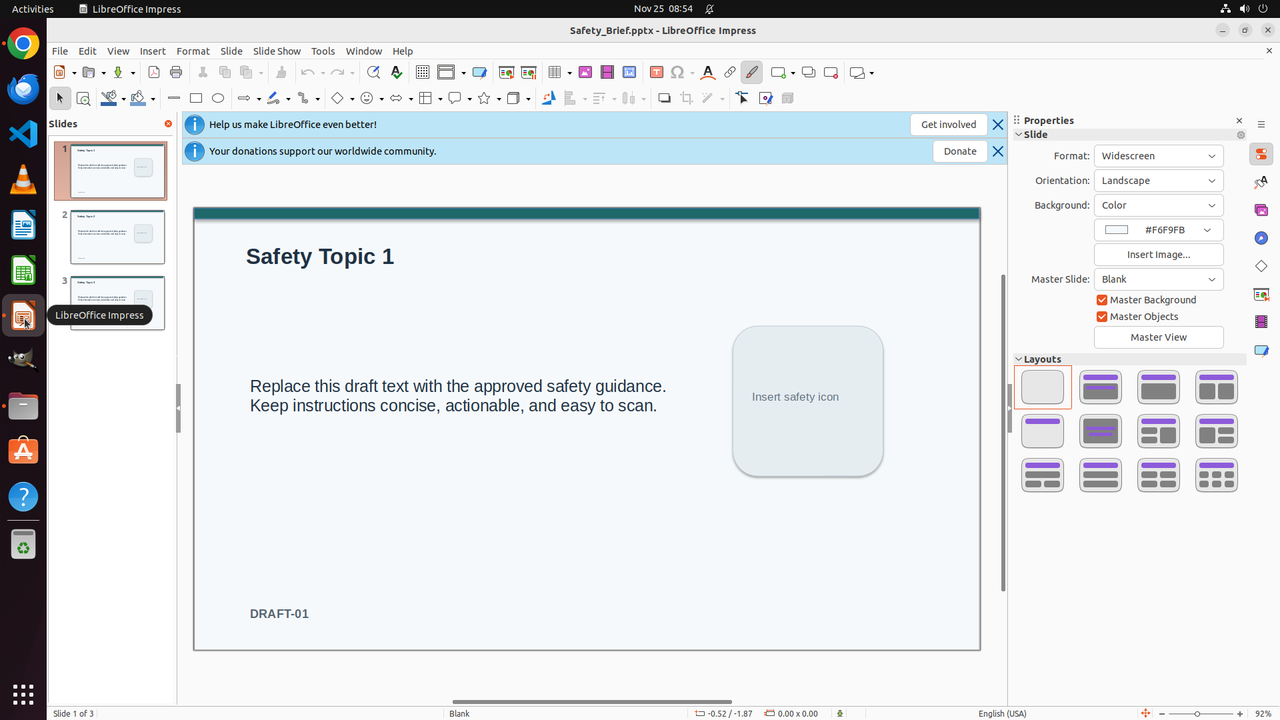 Activities
LibreOffice Impress
Nov 25 08:54
Safety_Brief.pptx - LibreOffice Impress
File Edit View Insert Format Slide Slide Show Tools Window Help
Slides
Help us make LibreOffice even better!
Get involved
Your donations support our worldwide community.
Donate
1
2
3
LibreOffice Impress
Safety Topic 1
Replace this draft text with the approved safety guidance.
Keep instructions concise, actionable, and easy to scan.
Insert safety icon
DRAFT-01
Properties
Slide
Format: Widescreen
Orientation: Landscape
Background: Color
#F6F9FB
Insert Image...
Master Slide: Blank
Master Background
Master Objects
Master View
Layouts
Slide 1 of 3
Blank
-0.52 / -1.87
0.00 x 0.00
English (USA)
92%